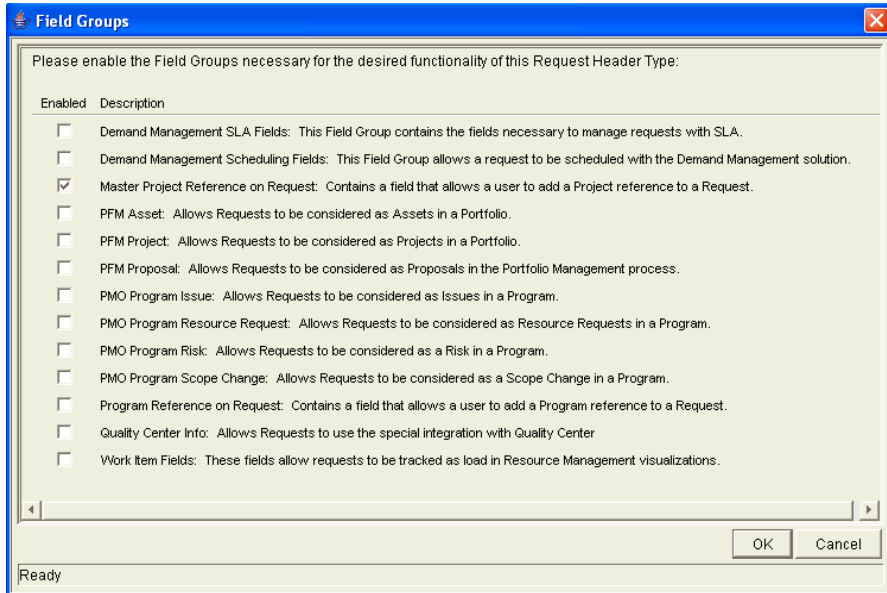 Field Groups
Please enable the Field Groups necessary for the desired functionality of this Request Header Type:
Enabled Description
Demand Management SLA Fields: This Field Group contains the fields necessary to manage requests with SLA.
Demand Management Scheduling Fields: This Field Group allows a request to be scheduled with the Demand Management solution.
Master Project Reference on Request: Contains a field that allows a user to add a Project reference to a Request.
PFM Asset: Allows Requests to be considered as Assets in a Portfolio.
PFM Project: Allows Requests to be considered as Projects in a Portfolio.
PFM Proposal: Allows Requests to be considered as Proposals in the Portfolio Management process.
PMO Program Issue: Allows Requests to be considered as Issues in a Program.
PMO Program Resource Request: Allows Requests to be considered as Resource Requests in a Program.
PMO Program Risk: Allows Requests to be considered as a Risk in a Program.
PMO Program Scope Change: Allows Requests to be considered as a Scope Change in a Program.
Program Reference on Request: Contains a field that allows a user to add a Program reference to a Request.
Quality Center Info: Allows Requests to use the special integration with Quality Center
Work Item Fields: These fields allow requests to be tracked as load in Resource Management visualizations.
OK Cancel
Ready